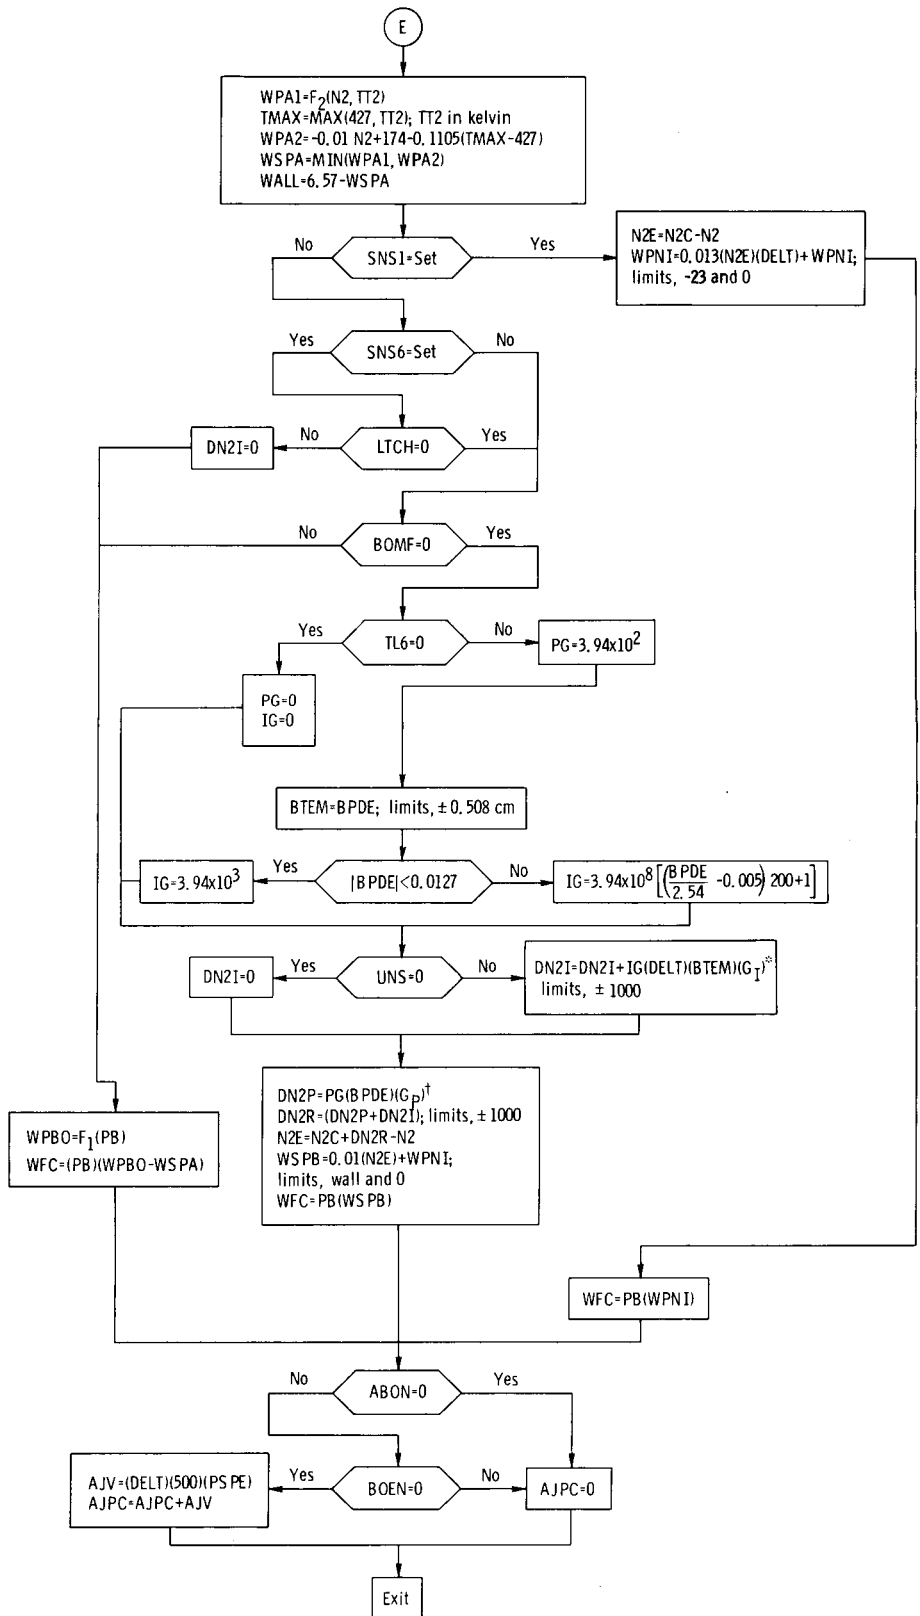 E
WPA1=F2(N2, TT2)
TMAX=MAX(427, TT2); TT2 in kelvin
WPA2=-0.01 N2+174-0.1105(TMAX-427)
WSPA=MIN(WPA1, WPA2)
WALL=6.57-WSPA
No
SNS1=Set
Yes
N2E=N2C-N2
WPNI=0.013(N2E)(DELT)+WPNI;
limits, -23 and 0
Yes
SNS6=Set
No
DN2I=0
No
LTCH=0
Yes
No
BOMF=0
Yes
Yes
TL6=0
No
PG=3.94x10^2
PG=0
IG=0
BTEM=BPDE; limits, ±0.508 cm
IG=3.94x10^3
Yes
|BPDE|<0.0127
No
IG=3.94x10^8[(BPDE/2.54 -0.005) 200+1]
DN2I=0
Yes
UNS=0
No
DN2I=DN2I+IG(DELT)(BTEM)(GI)*
limits, ±1000
DN2P=PG(BPDE)(GP)†
DN2R=(DN2P+DN2I); limits, ±1000
N2E=N2C+DN2R-N2
WSPB=0.01(N2E)+WPNI;
limits, wall and 0
WFC=PB(WSPB)
WPBO=F1(PB)
WFC=(PB)(WPBO-WSPA)
WFC=PB(WPNI)
No
ABON=0
Yes
AJV=(DELT)(500)(PSPE)
AJPC=AJPC+AJV
Yes
BOEN=0
No
AJPC=0
Exit